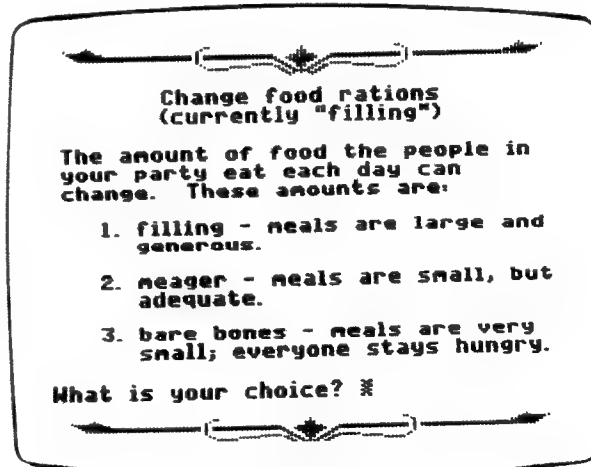 Change food rations
(currently "filling")
The amount of food the people in
your party eat each day can
change. These amounts are:
1. filling - meals are large and
generous.
2. meager - meals are small, but
adequate.
3. bare bones - meals are very
small; everyone stays hungry.
What is your choice?